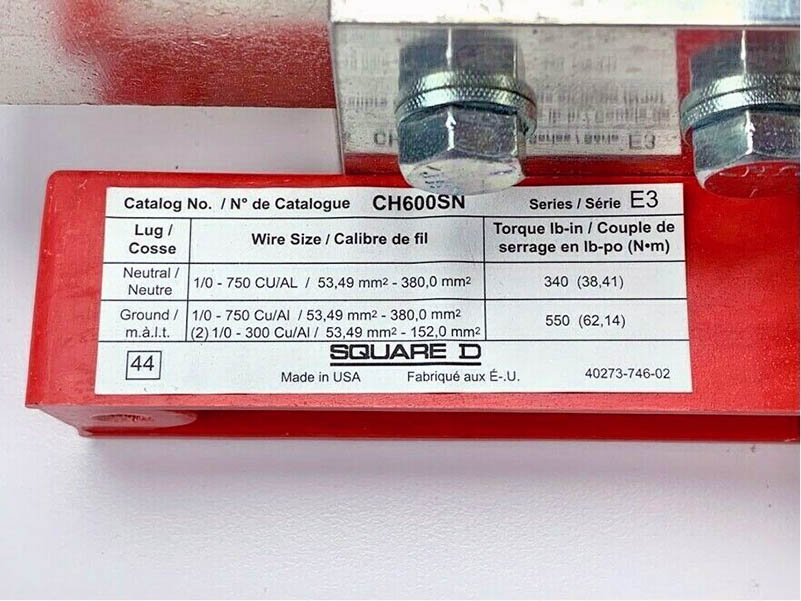 Catalog No. / N° de Catalogue CH600SN Series / Série E3
Lug / Cosse Wire Size / Calibre de fil Torque lb-in / Couple de serrage en lb-po (N•m)
Neutral / Neutre 1/0 - 750 CU/AL / 53,49 mm² - 380,0 mm² 340 (38,41)
Ground / m.à.l.t. 1/0 - 750 Cu/Al / 53,49 mm² - 380,0 mm² 550 (62,14)
(2) 1/0 - 300 Cu/Al / 53,49 mm² - 152,0 mm²
44 SQUARE D
Made in USA Fabriqué aux É-.U. 40273-746-02